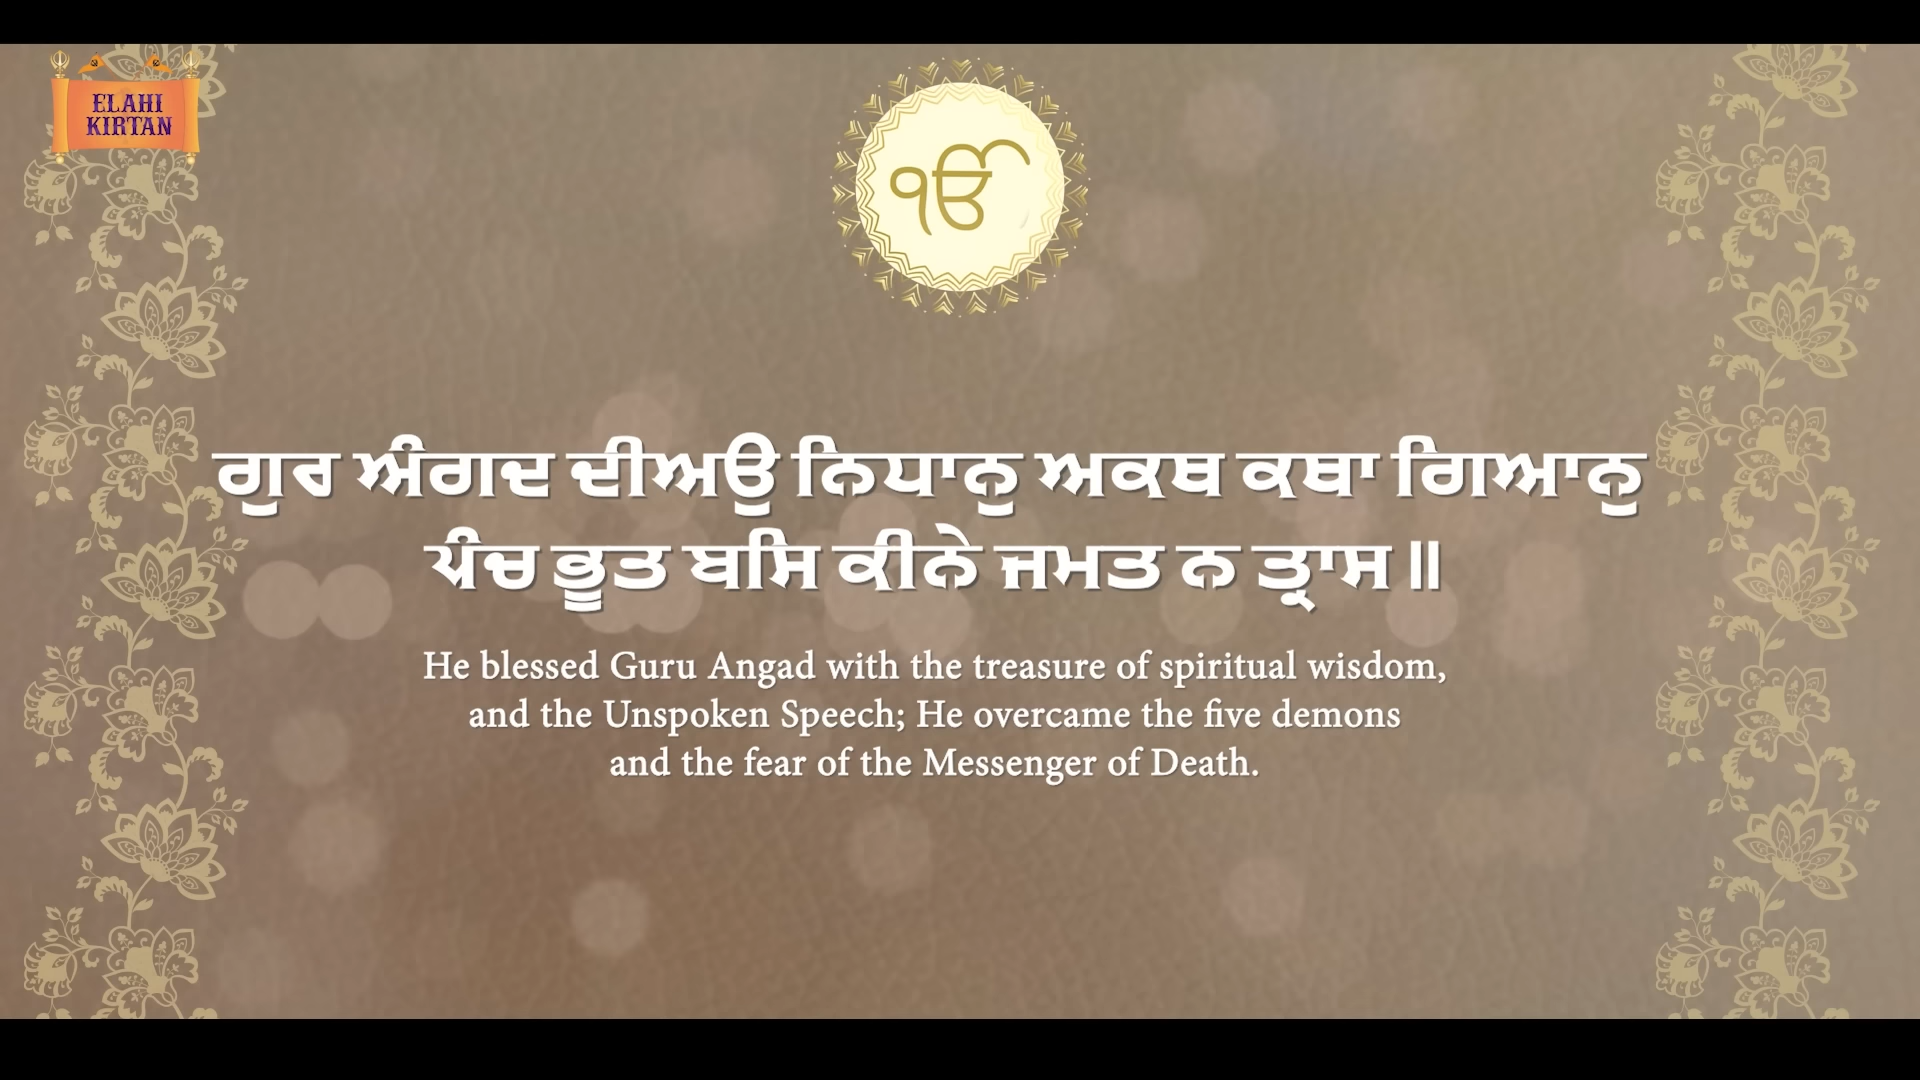 ELAHI
KIRTAN
ੴ
ਗੁਰ ਅੰਗਦ ਦੀਅਉ ਨਿਧਾਨੁ ਅਕਥ ਕਥਾ ਗਿਆਨੁ
ਪੰਚ ਭੂਤ ਬਸਿ ਕੀਨੇ ਜਮਤ ਨ ਤ੍ਰਾਸ ॥
He blessed Guru Angad with the treasure of spiritual wisdom,
and the Unspoken Speech; He overcame the five demons
and the fear of the Messenger of Death.